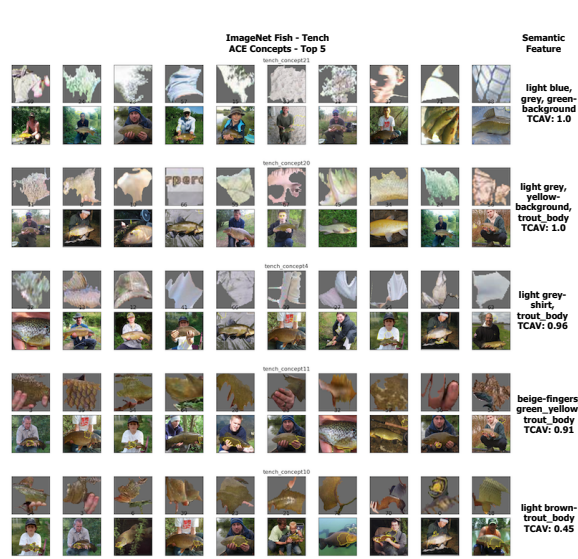 ImageNet Fish - Tench
ACE Concepts - Top 5
Semantic
Feature
tench_concept21
light blue,
grey, green-
background
TCAV: 1.0
tench_concept20
rperc
light grey,
yellow-
background,
trout_body
TCAV: 1.0
tench_concept4
light grey-
shirt,
trout_body
TCAV: 0.96
tench_concept11
beige-fingers
green_yellow
trout_body
TCAV: 0.91
tench_concept10
light brown-
trout_body
TCAV: 0.45